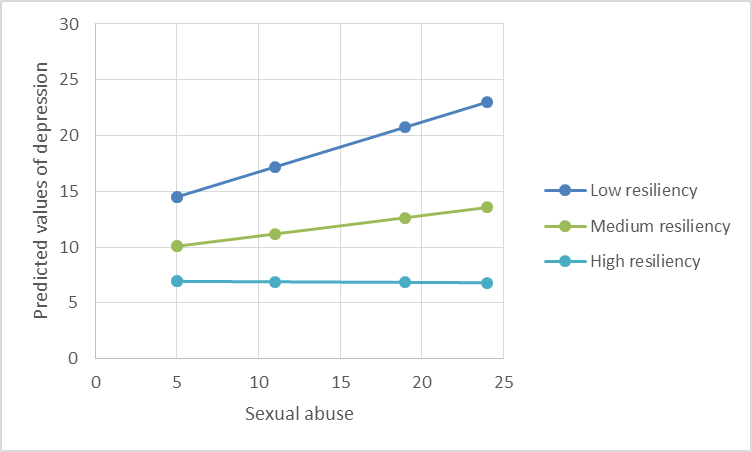 30
25
20
15
10
5
0
Predicted values of depression
0 5 10 15 20 25
Sexual abuse
Low resiliency
Medium resiliency
High resiliency